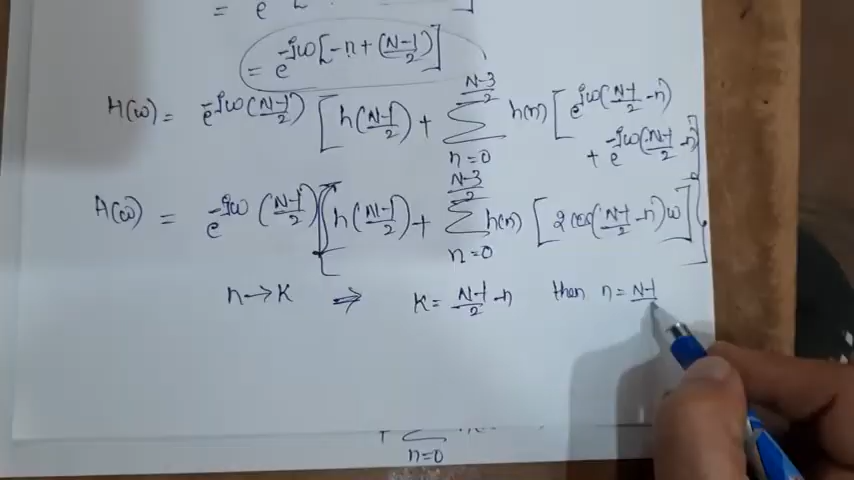 = e
= e^{-jω[-n+(N-1/2)]}
H(ω) = e^{-jω(N-1/2)} [h(N-1/2) + Σ_{n=0}^{N-3/2} h(n) [e^{jω(N-1/2 -n)}
+ e^{-jω(N-1/2 -n)}]]
H(ω) = e^{-jω(N-1/2)} {h(N-1/2) + Σ_{n=0}^{N-3/2} h(n) [2 cos(N-1/2 -n)ω]}
n → K ⇒ K = N-1/2 -n then n = N-1
Σ
n=0